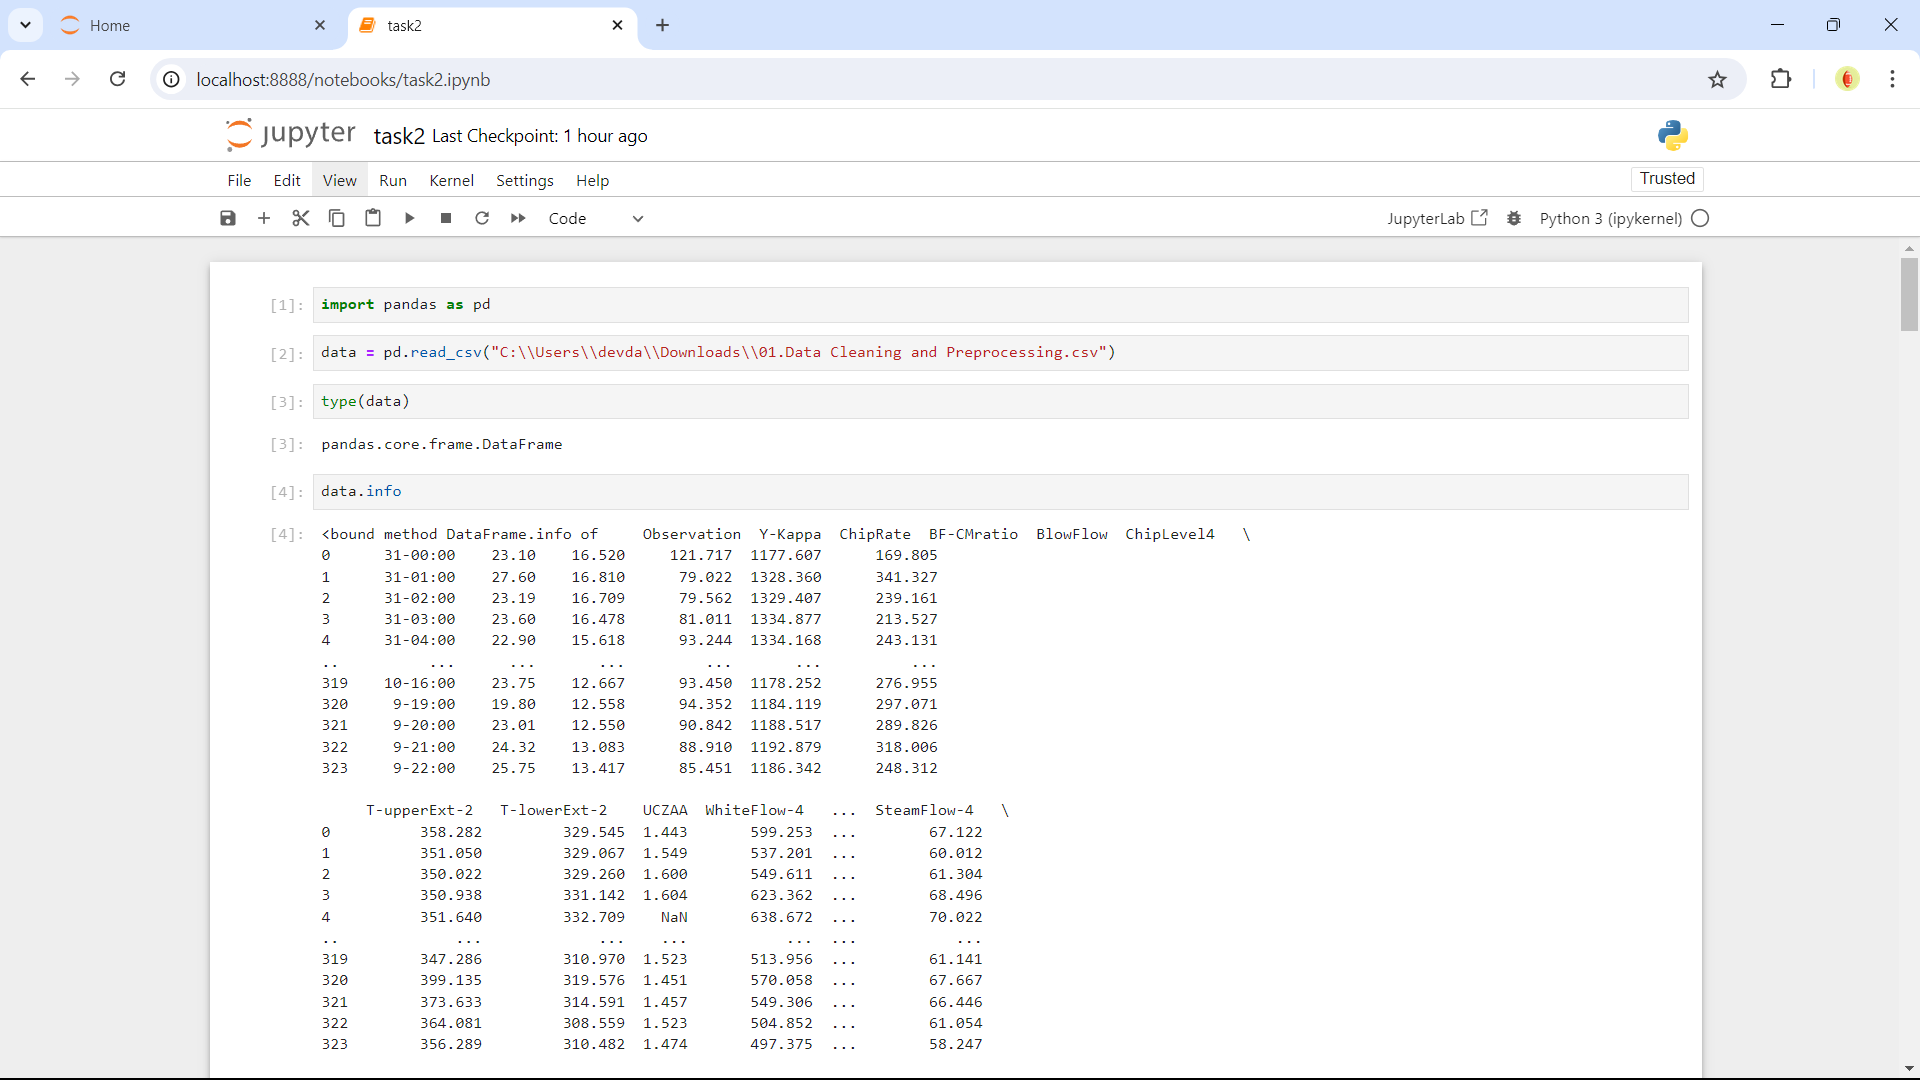 Home
task2
localhost:8888/notebooks/task2.ipynb
jupyter task2 Last Checkpoint: 1 hour ago
File Edit View Run Kernel Settings Help Trusted
Code JupyterLab Python 3 (ipykernel)
[1]: import pandas as pd
[2]: data = pd.read_csv("C:\\Users\\devda\\Downloads\\01.Data Cleaning and Preprocessing.csv")
[3]: type(data)
[3]: pandas.core.frame.DataFrame
[4]: data.info
[4]: <bound method DataFrame.info of     Observation  Y-Kappa  ChipRate  BF-CMratio  BlowFlow  ChipLevel4   \
0      31-00:00    23.10    16.520     121.717  1177.607      169.805
1      31-01:00    27.60    16.810      79.022  1328.360      341.327
2      31-02:00    23.19    16.709      79.562  1329.407      239.161
3      31-03:00    23.60    16.478      81.011  1334.877      213.527
4      31-04:00    22.90    15.618      93.244  1334.168      243.131
..          ...      ...       ...         ...       ...          ...
319    10-16:00    23.75    12.667      93.450  1178.252      276.955
320     9-19:00    19.80    12.558      94.352  1184.119      297.071
321     9-20:00    23.01    12.550      90.842  1188.517      289.826
322     9-21:00    24.32    13.083      88.910  1192.879      318.006
323     9-22:00    25.75    13.417      85.451  1186.342      248.312
T-upperExt-2   T-lowerExt-2    UCZAA  WhiteFlow-4   ...  SteamFlow-4   \
0          358.282         329.545  1.443       599.253  ...        67.122
1          351.050         329.067  1.549       537.201  ...        60.012
2          350.022         329.260  1.600       549.611  ...        61.304
3          350.938         331.142  1.604       623.362  ...        68.496
4          351.640         332.709    NaN       638.672  ...        70.022
..             ...             ...    ...           ...  ...           ...
319        347.286         310.970  1.523       513.956  ...        61.141
320        399.135         319.576  1.451       570.058  ...        67.667
321        373.633         314.591  1.457       549.306  ...        66.446
322        364.081         308.559  1.523       504.852  ...        61.054
323        356.289         310.482  1.474       497.375  ...        58.247